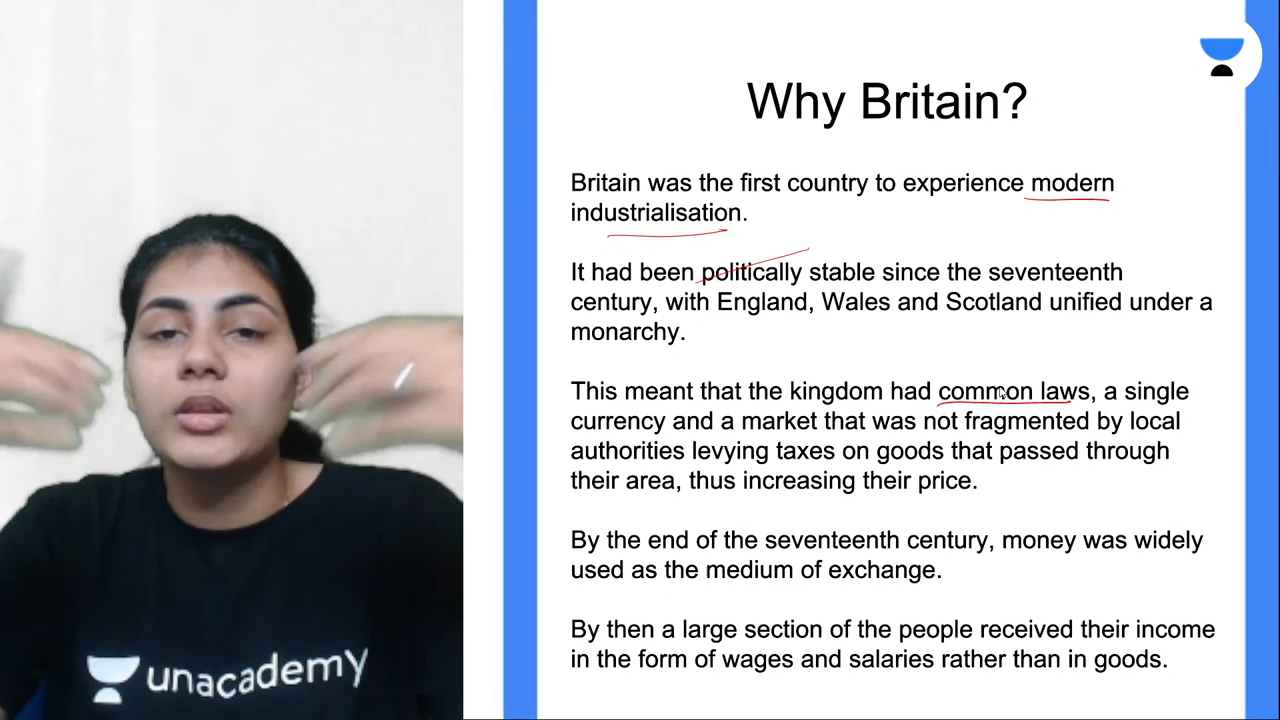 Why Britain?
Britain was the first country to experience modern
industrialisation.
It had been politically stable since the seventeenth
century, with England, Wales and Scotland unified under a
monarchy.
This meant that the kingdom had common laws, a single
currency and a market that was not fragmented by local
authorities levying taxes on goods that passed through
their area, thus increasing their price.
By the end of the seventeenth century, money was widely
used as the medium of exchange.
By then a large section of the people received their income
in the form of wages and salaries rather than in goods.
unacademy